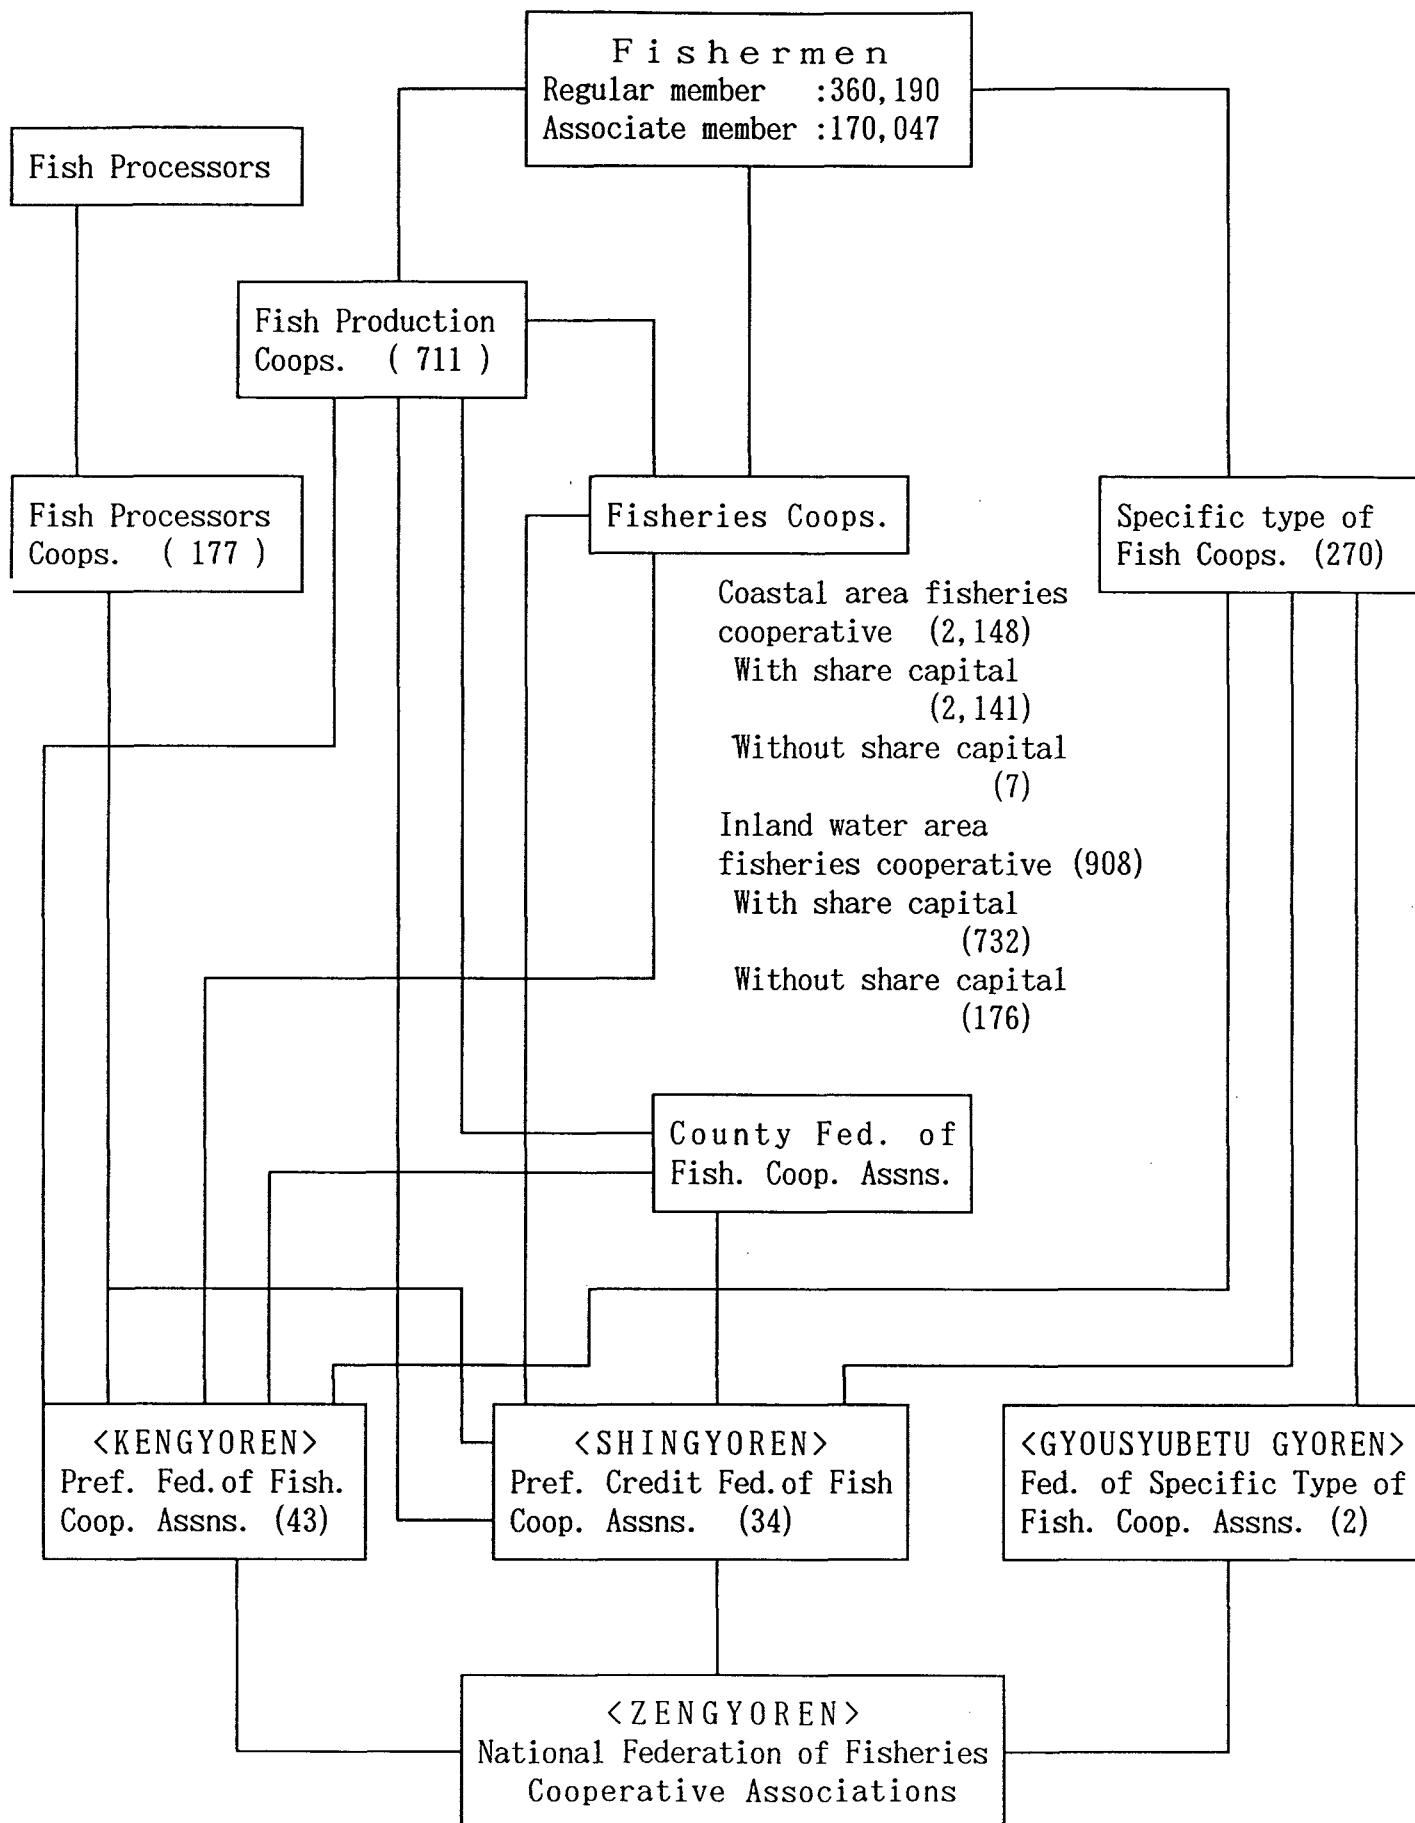 Fishermen
Regular member :360,190
Associate member :170,047
Fish Processors
Fish Production
Coops. ( 711 )
Fish Processors
Coops. ( 177 )
Fisheries Coops.
Specific type of
Fish Coops. (270)
Coastal area fisheries
cooperative (2,148)
With share capital
(2,141)
Without share capital
(7)
Inland water area
fisheries cooperative (908)
With share capital
(732)
Without share capital
(176)
County Fed. of
Fish. Coop. Assns.
<KENGYOREN>
Pref. Fed. of Fish.
Coop. Assns. (43)
<SHINGYOREN>
Pref. Credit Fed. of Fish
Coop. Assns. (34)
<GYOUSYUBETU GYOREN>
Fed. of Specific Type of
Fish. Coop. Assns. (2)
<ZENGYOREN>
National Federation of Fisheries
Cooperative Associations